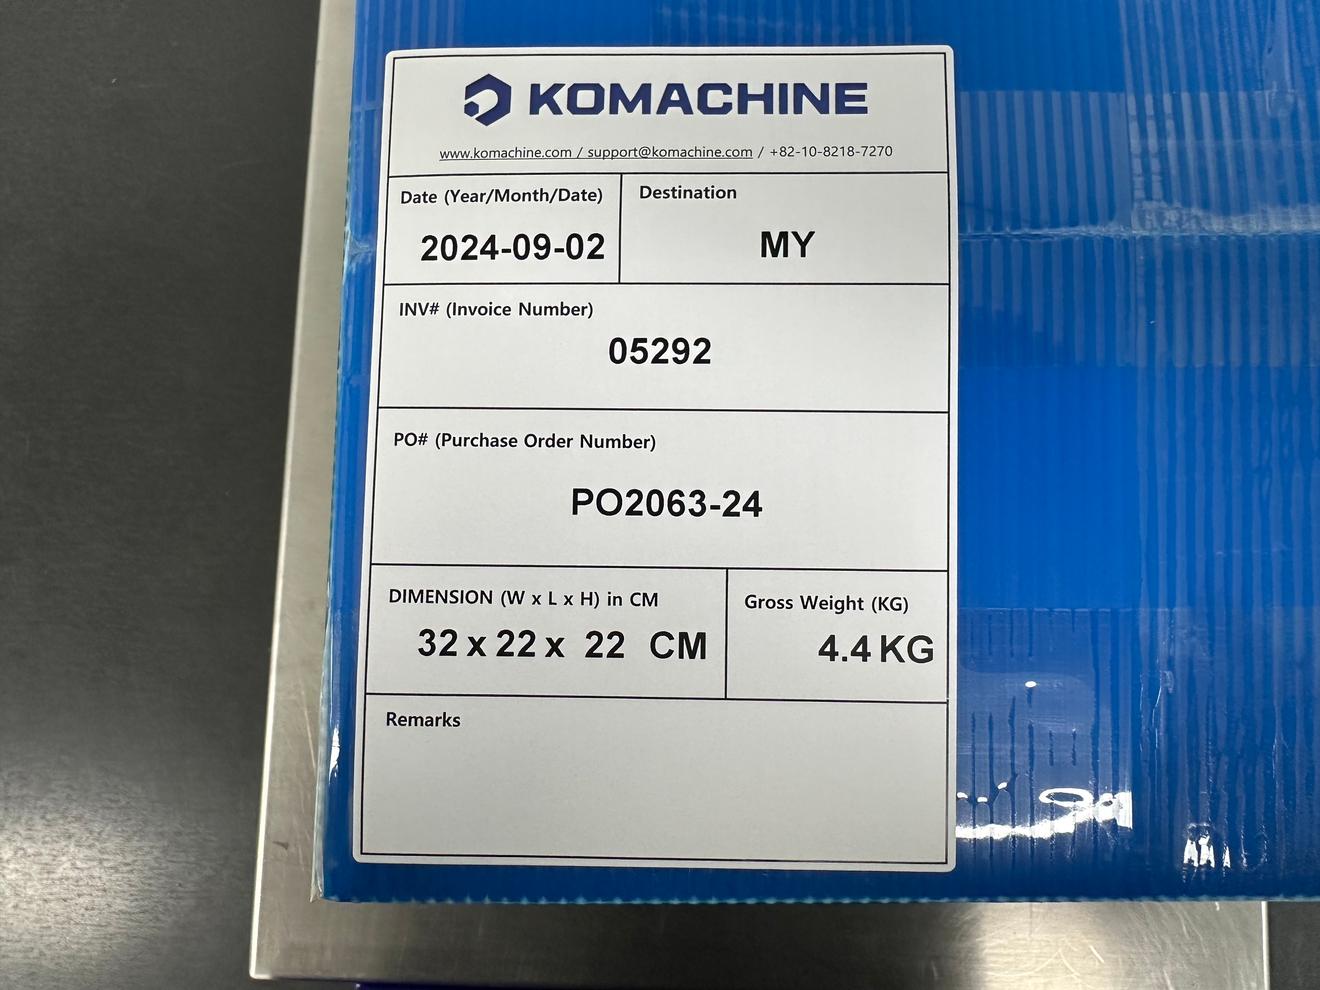 KOMACHINE
www.komachine.com / support@komachine.com / +82-10-8218-7270
Date (Year/Month/Date)
2024-09-02
Destination
MY
INV# (Invoice Number)
05292
PO# (Purchase Order Number)
PO2063-24
DIMENSION (W x L x H) in CM
32 x 22 x 22 CM
Gross Weight (KG)
4.4 KG
Remarks